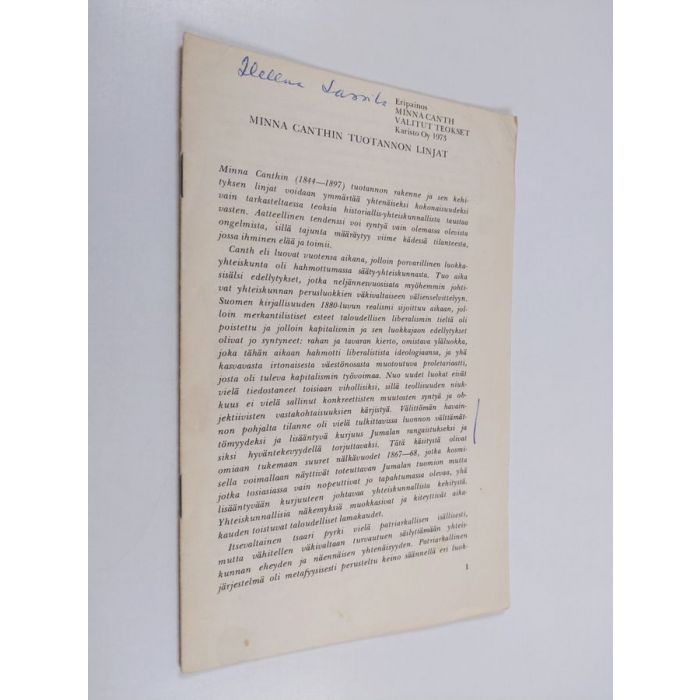 Eripainos
MINNA CANTH
VALITUT TEOKSET
Karisto Oy 1973
MINNA CANTHIN TUOTANNON LINJAT
Minna Canthin (1844—1897) tuotannon rakenne ja sen kehi-
tyksen linjat voidaan ymmärtää yhtenäiseksi kokonaisuudeksi
vain tarkasteltaessa teoksia historiallis-yhteiskunnallista taustaa
vasten. Aatteellinen tendenssi voi syntyä vain olemassa olevista
ongelmista, sillä tajunta määräytyy viime kädessä tilanteesta,
jossa ihminen elää ja toimii.
Canth eli luovat vuotensa aikana, jolloin porvarillinen luokka-
yhteiskunta oli hahmottumassa sääty-yhteiskunnasta. Tuo aika
sisälsi edellytykset, jotka neljännesvuosisata myöhemmin johti-
vat yhteiskunnan perusluokkien väkivaltaiseen välienselvittelyyn.
Suomen kirjallisuuden 1880-luvun realismi sijoittuu aikaan, jol-
loin merkantilistiset esteet taloudellisen liberalismin tieltä oli
poistettu ja jolloin kapitalismin ja sen luokkajaon edellytykset
olivat jo syntyneet: rahan ja tavaran kierto, omistava yläluokka,
joka tähän aikaan hahmotti liberalistista ideologiaansa, ja yhä
kasvavasta irtonaisesta väestönosasta muotoutuva proletariaatti,
josta oli tuleva kapitalismin työvoimaa. Nuo uudet luokat eivät
vielä tiedostaneet toisiaan vihollisiksi, sillä teollisuuden niuk-
kuus ei vielä sallinut konkreettisten muutosten syntyä ja ob-
jektiivisten vastakohtaisuuksien kärjistyä. Välittömän havain-
non pohjalta tilanne oli vielä tulkittavissa luonnon välttämät-
tömyydeksi ja lisääntyvä kurjuus Jumalan rangaistukseksi ja
siksi hyväntekeväisyydellä torjuttavaksi. Tätä käsitystä olivat
omiaan tukemaan suuret nälkävuodet 1867—68, jotka kosmi-
sella voimallaan näyttivät toteuttavan Jumalan tuomion mutta
jotka tosiasiassa vain nopeuttivat jo tapahtumassa olevaa, yhä
lisääntyvään kurjuuteen johtavaa yhteiskunnallista kehitystä.
Yhteiskunnallisia näkemyksiä muokkasivat ja kiteyttivät aika-
kauden toistuvat taloudelliset lamakaudet.
Itsevaltainen tsaari pyrki vielä patriarkallisen isällisesti,
mutta vähitellen väkivaltaan turvautuen säilyttämään yhteis-
kunnan eheyden ja näennäisen yhtenäisyyden. Patriarkallinen
järjestelmä oli metafyysisesti perusteltu keino säännellä eri luok-
1